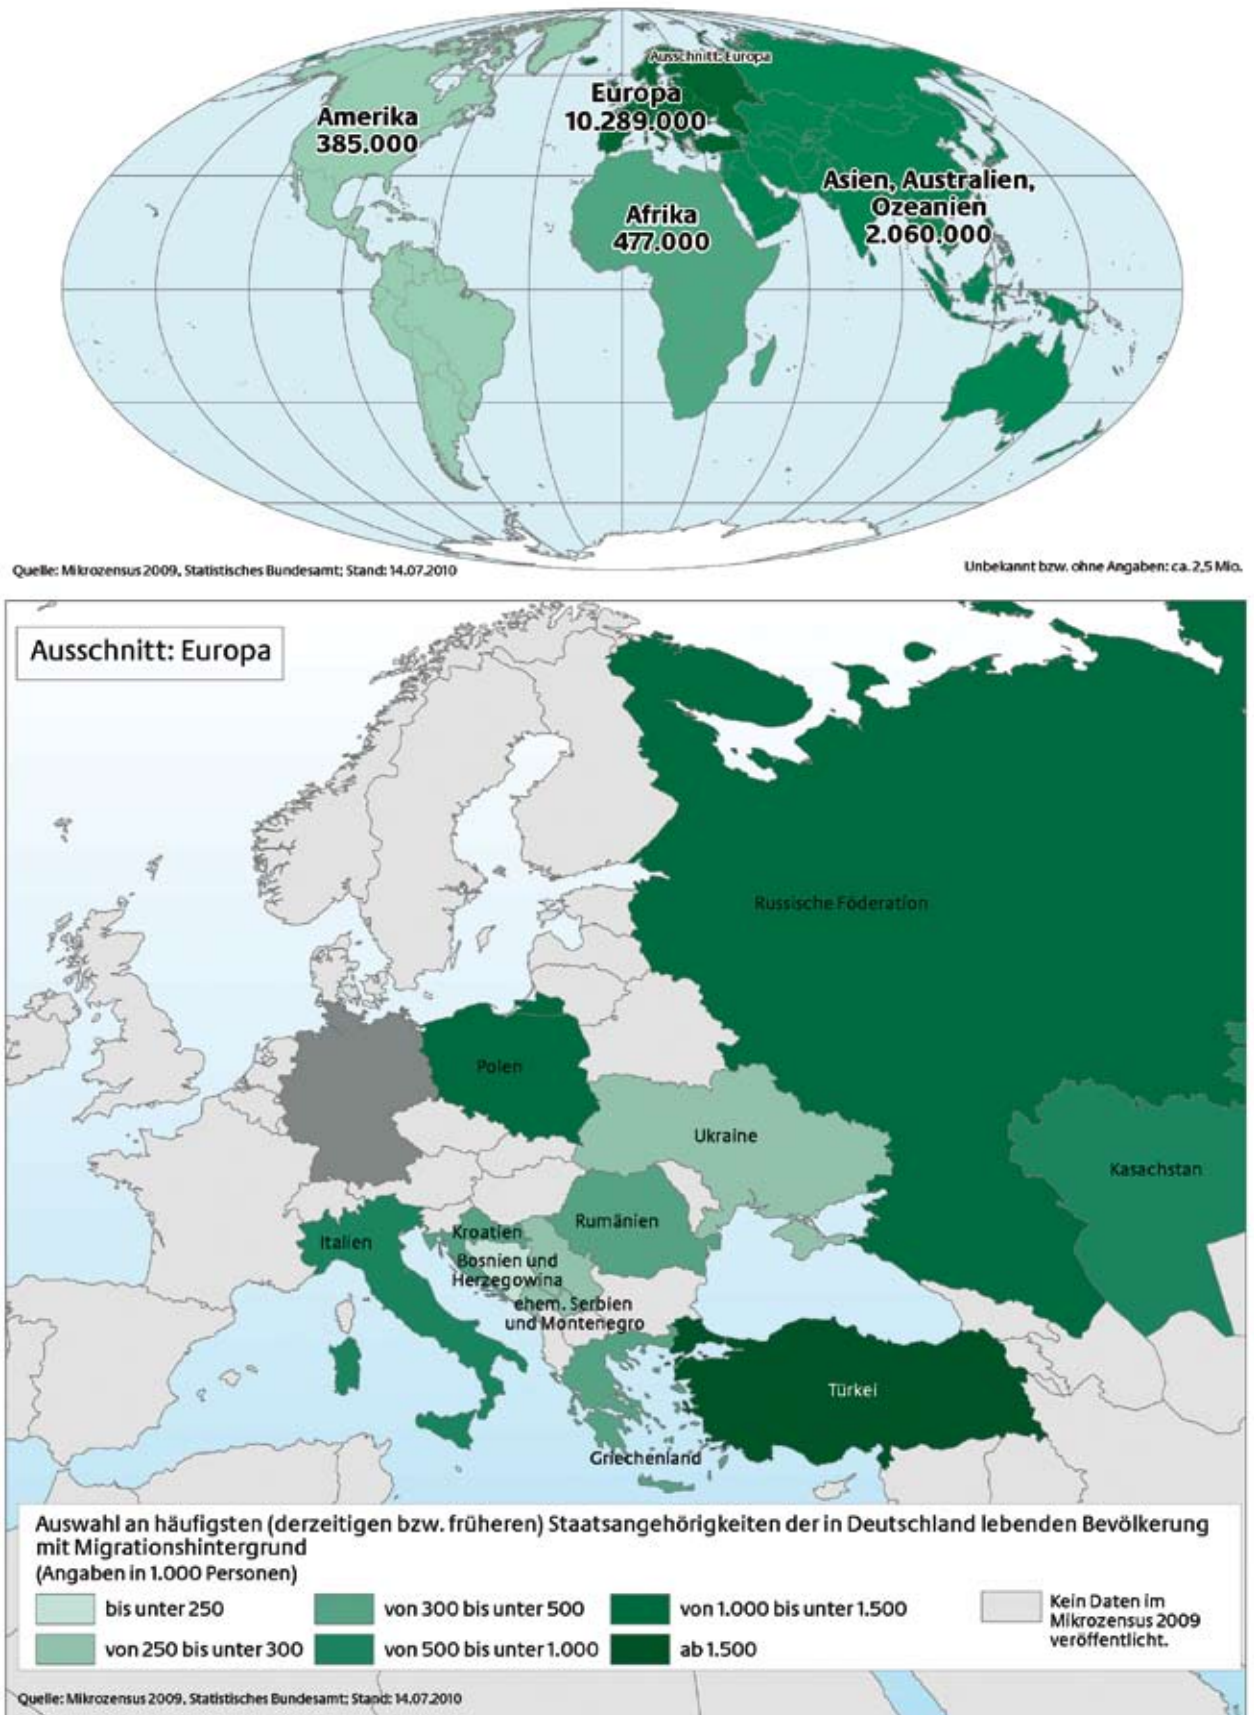 Ausschnitt: Europa
Europa
10.289.000
Amerika
385.000
Asien, Australien,
Ozeanien
2.060.000
Afrika
477.000
Quelle: Mikrozensus 2009, Statistisches Bundesamt; Stand: 14.07.2010
Unbekannt bzw. ohne Angaben: ca. 2,5 Mio.
Ausschnitt: Europa
Russische Föderation
Polen
Ukraine
Kasachstan
Rumänien
Kroatien
Italien
Bosnien und
Herzegowina
ehem. Serbien
und Montenegro
Türkei
Griechenland
Auswahl an häufigsten (derzeitigen bzw. früheren) Staatsangehörigkeiten der in Deutschland lebenden Bevölkerung
mit Migrationshintergrund
(Angaben in 1.000 Personen)
bis unter 250
von 300 bis unter 500
von 1.000 bis unter 1.500
Kein Daten im
Mikrozensus 2009
veröffentlicht.
von 250 bis unter 300
von 500 bis unter 1.000
ab 1.500
Quelle: Mikrozensus 2009, Statistisches Bundesamt; Stand: 14.07.2010